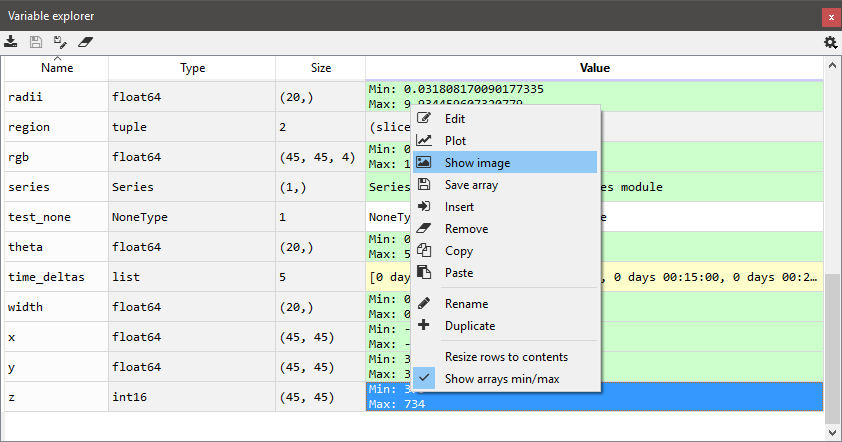 Variable explorer
x
Name Type Size Value
radii float64 (20,) Min: 0.031808170090177335
Max: 9.934459607320779
region tuple 2 (slice
rgb float64 (45, 45, 4) Min: 0
Max: 1
series Series (1,) Series es module
test_none NoneType 1 NoneTy e
theta float64 (20,) Min: 0
Max: 5
time_deltas list 5 [0 day , 0 days 00:15:00, 0 days 00:2…
width float64 (20,) Min: 0
Max: 0
x float64 (45, 45) Min: -
Max: -
y float64 (45, 45) Min: 3
Max: 3
z int16 (45, 45) Min: 3
Max: 734
Edit
Plot
Show image
Save array
Insert
Remove
Copy
Paste
Rename
Duplicate
Resize rows to contents
Show arrays min/max